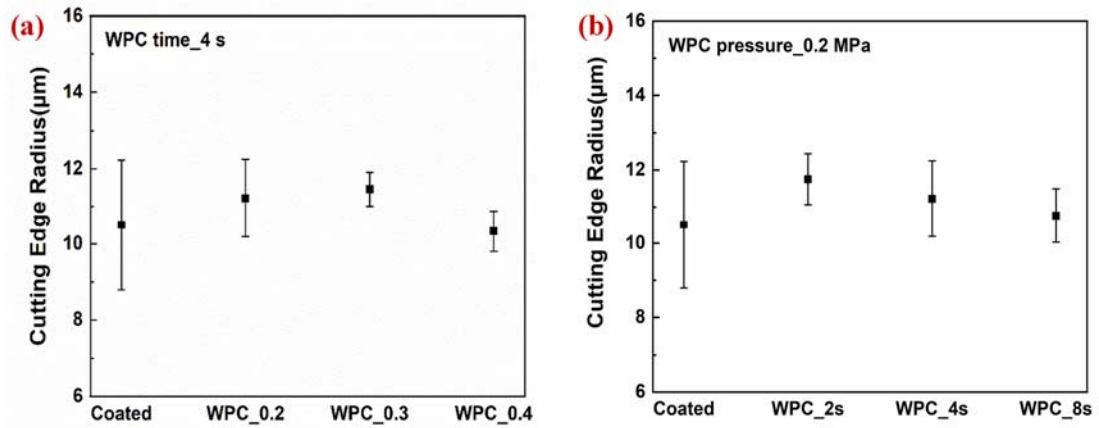 (a)
WPC time_4 s
Cutting Edge Radius(μm)
16
14
12
10
8
6
Coated WPC_0.2 WPC_0.3 WPC_0.4
(b)
WPC pressure_0.2 MPa
Cutting Edge Radius(μm)
16
14
12
10
8
6
Coated WPC_2s WPC_4s WPC_8s